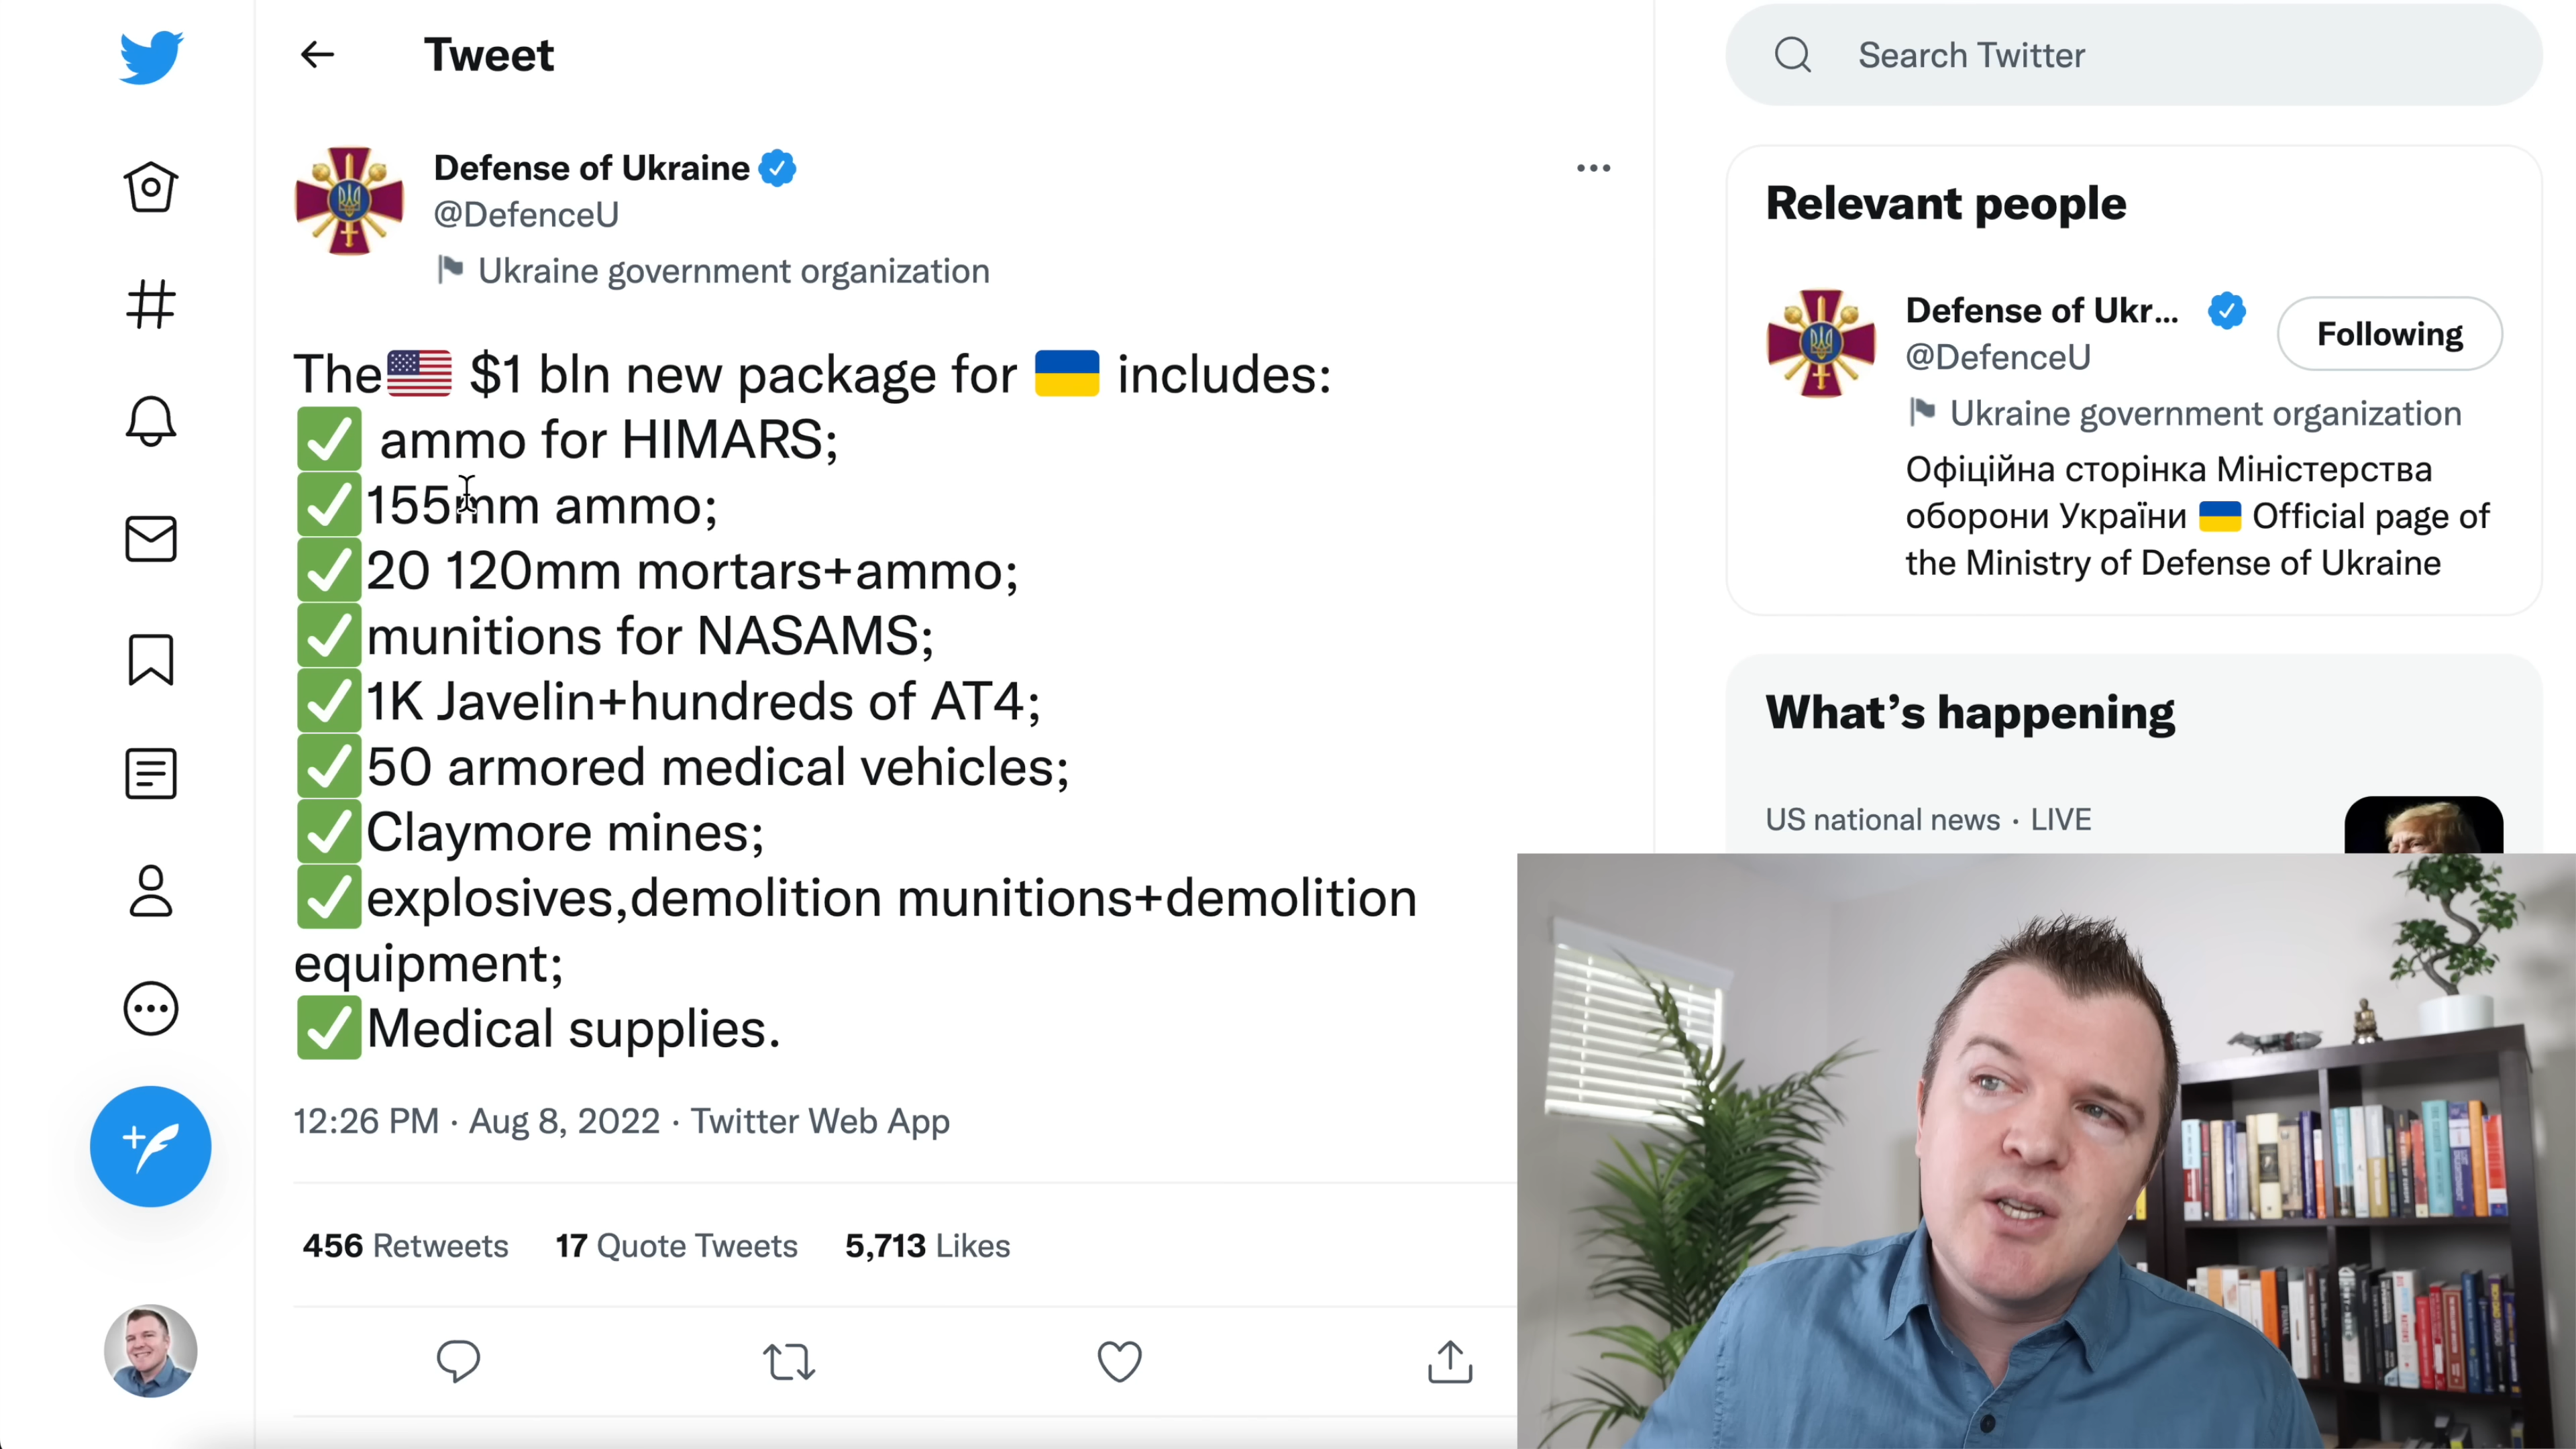 Tweet
Search Twitter
Defense of Ukraine
@DefenceU
Ukraine government organization
The🇺🇸 $1 bln new package for 🇺🇦 includes:
✅ ammo for HIMARS;
✅155mm ammo;
✅20 120mm mortars+ammo;
✅munitions for NASAMS;
✅1K Javelin+hundreds of AT4;
✅50 armored medical vehicles;
✅Claymore mines;
✅explosives,demolition munitions+demolition
equipment;
✅Medical supplies.
12:26 PM · Aug 8, 2022 · Twitter Web App
456 Retweets 17 Quote Tweets 5,713 Likes
Relevant people
Defense of Ukr...
Following
@DefenceU
Ukraine government organization
Офіційна сторінка Міністерства
оборони України 🇺🇦 Official page of
the Ministry of Defense of Ukraine
What's happening
US national news · LIVE